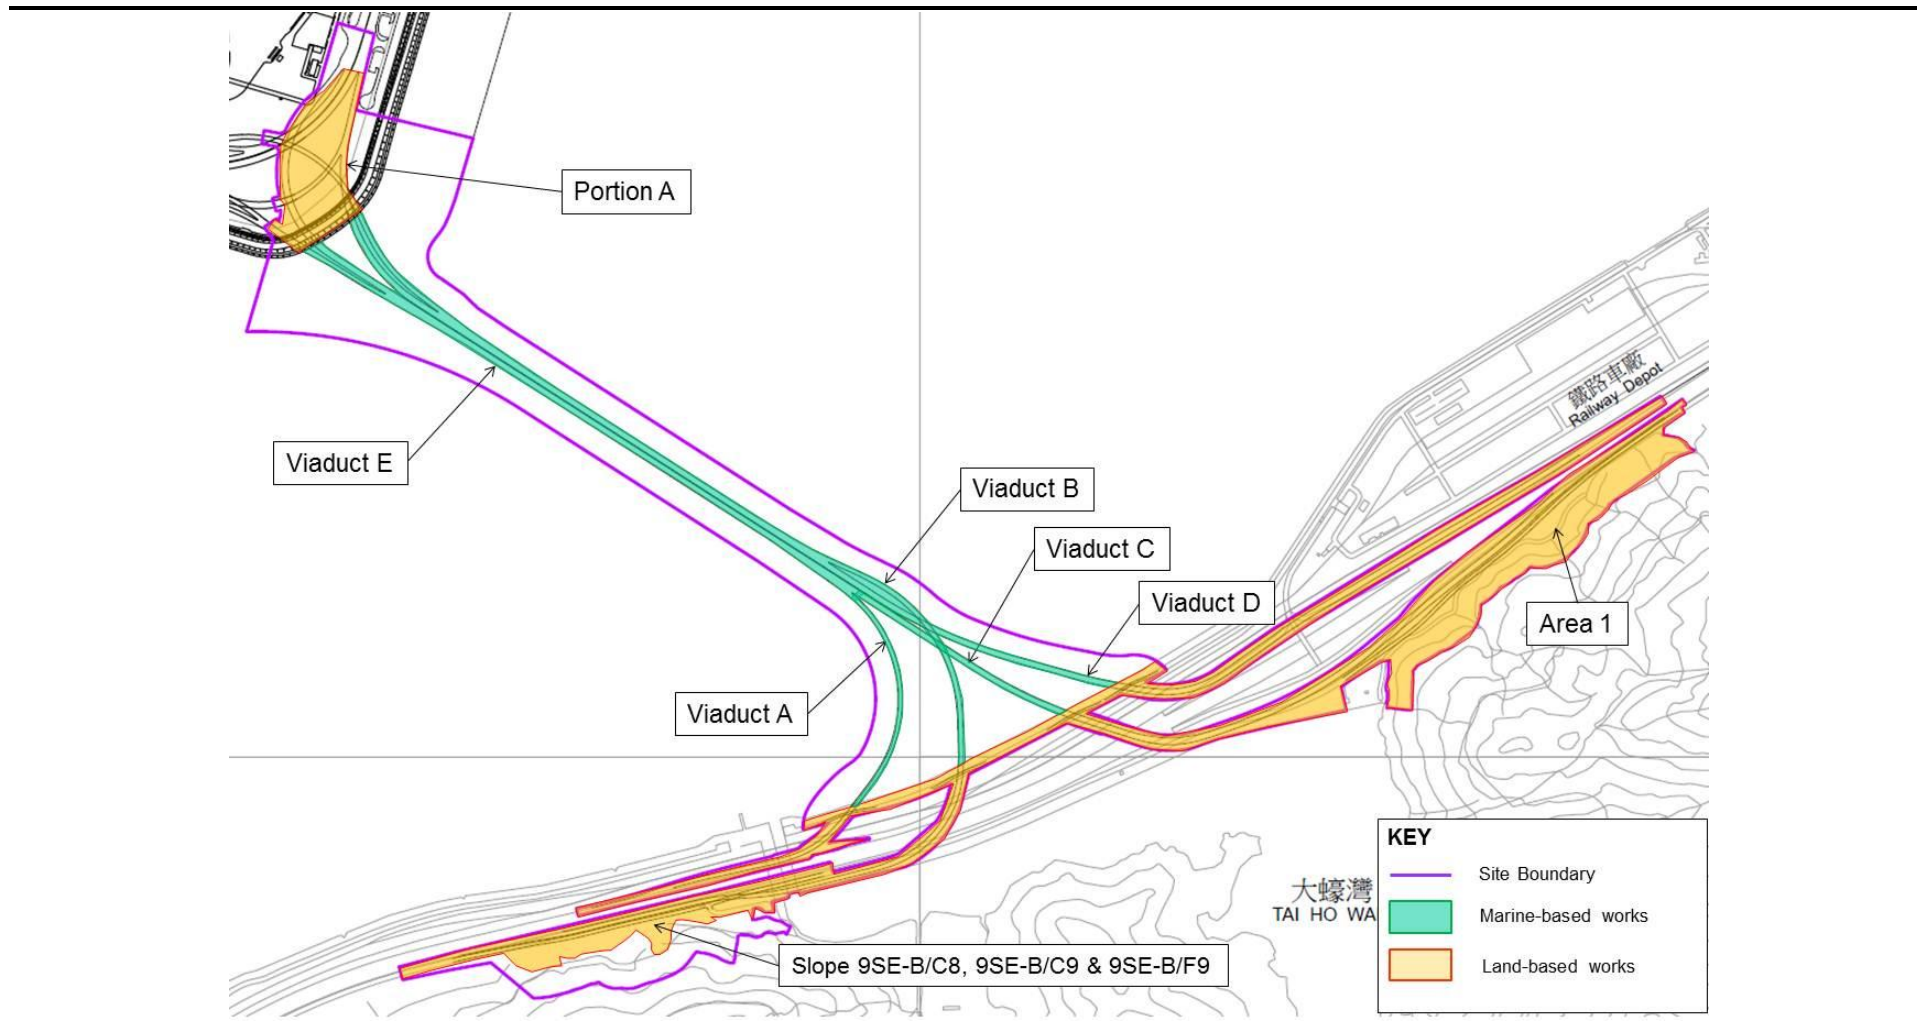 Portion A
Viaduct E
Viaduct B
Viaduct C
Viaduct D
鐵路車廠
Railway Depot
Area 1
Viaduct A
大蠔灣
TAI HO WA
Slope 9SE-B/C8, 9SE-B/C9 & 9SE-B/F9
KEY
Site Boundary
Marine-based works
Land-based works